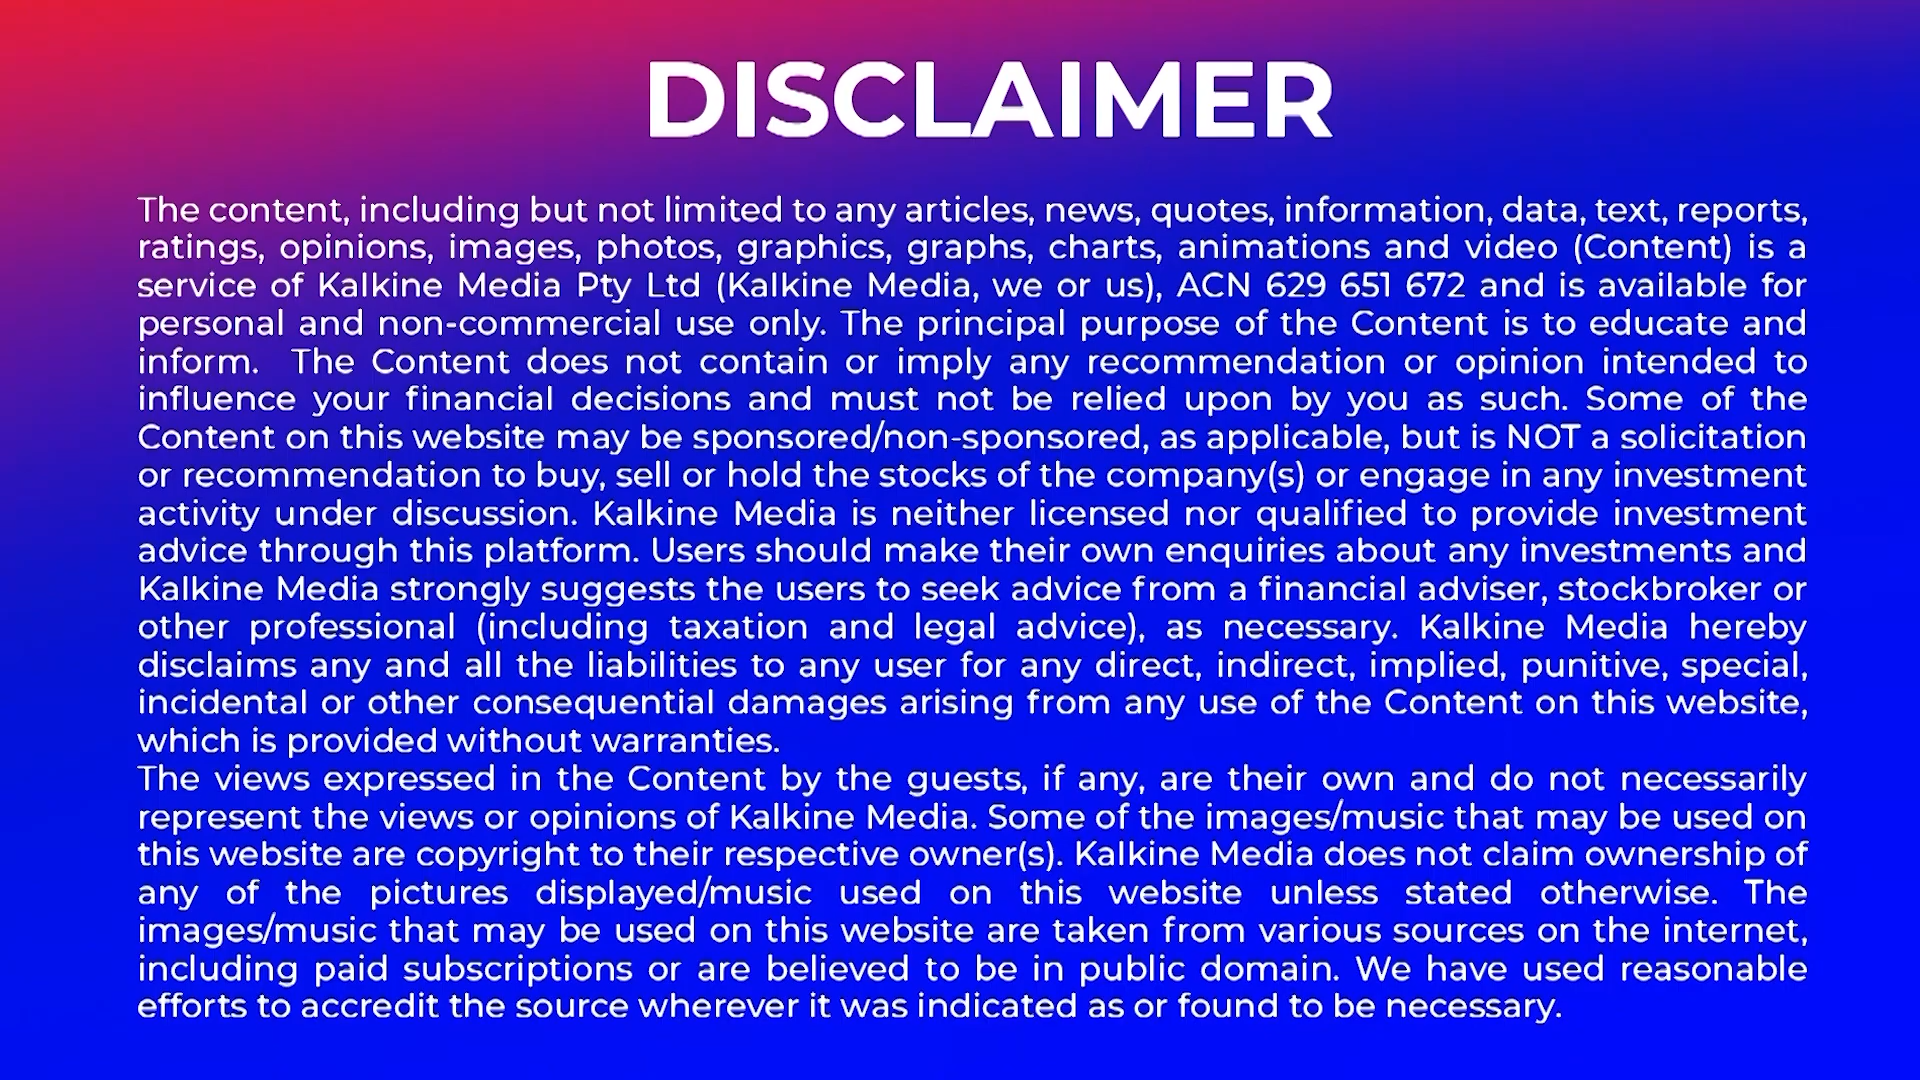 DISCLAIMER
The content, including but not limited to any articles, news, quotes, information, data, text, reports,
ratings, opinions, images, photos, graphics, graphs, charts, animations and video (Content) is a
service of Kalkine Media Pty Ltd (Kalkine Media, we or us), ACN 629 651 672 and is available for
personal and non-commercial use only. The principal purpose of the Content is to educate and
inform.  The Content does not contain or imply any recommendation or opinion intended to
influence your financial decisions and must not be relied upon by you as such. Some of the
Content on this website may be sponsored/non-sponsored, as applicable, but is NOT a solicitation
or recommendation to buy, sell or hold the stocks of the company(s) or engage in any investment
activity under discussion. Kalkine Media is neither licensed nor qualified to provide investment
advice through this platform. Users should make their own enquiries about any investments and
Kalkine Media strongly suggests the users to seek advice from a financial adviser, stockbroker or
other professional (including taxation and legal advice), as necessary. Kalkine Media hereby
disclaims any and all the liabilities to any user for any direct, indirect, implied, punitive, special,
incidental or other consequential damages arising from any use of the Content on this website,
which is provided without warranties.
The views expressed in the Content by the guests, if any, are their own and do not necessarily
represent the views or opinions of Kalkine Media. Some of the images/music that may be used on
this website are copyright to their respective owner(s). Kalkine Media does not claim ownership of
any of the pictures displayed/music used on this website unless stated otherwise. The
images/music that may be used on this website are taken from various sources on the internet,
including paid subscriptions or are believed to be in public domain. We have used reasonable
efforts to accredit the source wherever it was indicated as or found to be necessary.